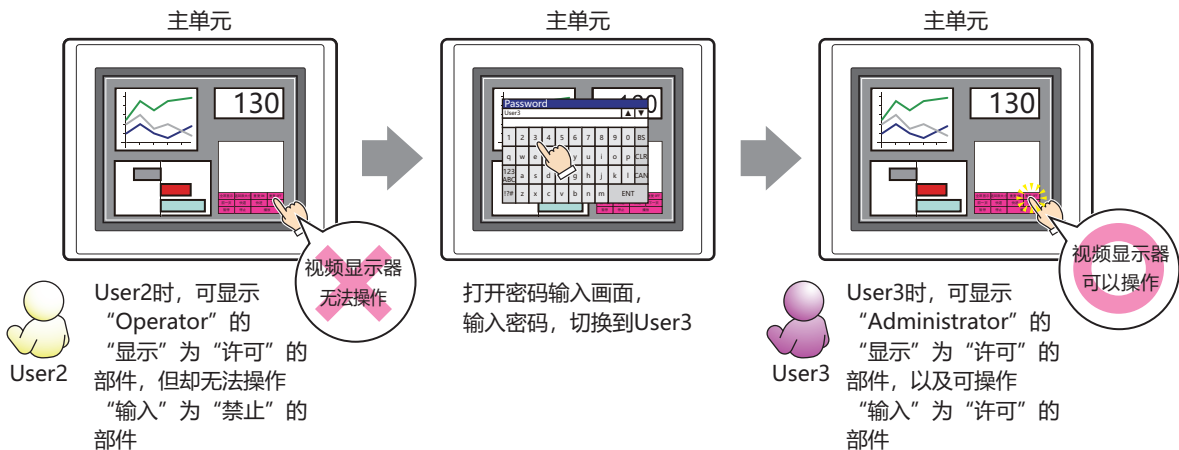 主单元
主单元
主单元
130
Password
User3
1 2 3 4 5 6 7 8 9 0 BS
q w e y u i o p CLR
123 ABC a s d g h j k l CAN
!?# z x c v b n m ENT
130
视频显示器
无法操作
视频显示器
可以操作
User2
User2时，可显示
“Operator”的
“显示”为“许可”的
部件，但却无法操作
“输入”为“禁止”的
部件
打开密码输入画面，
输入密码，切换到User3
User3
User3时，可显示
“Administrator”的
“显示”为“许可”的
部件，以及可操作
“输入”为“许可”的
部件